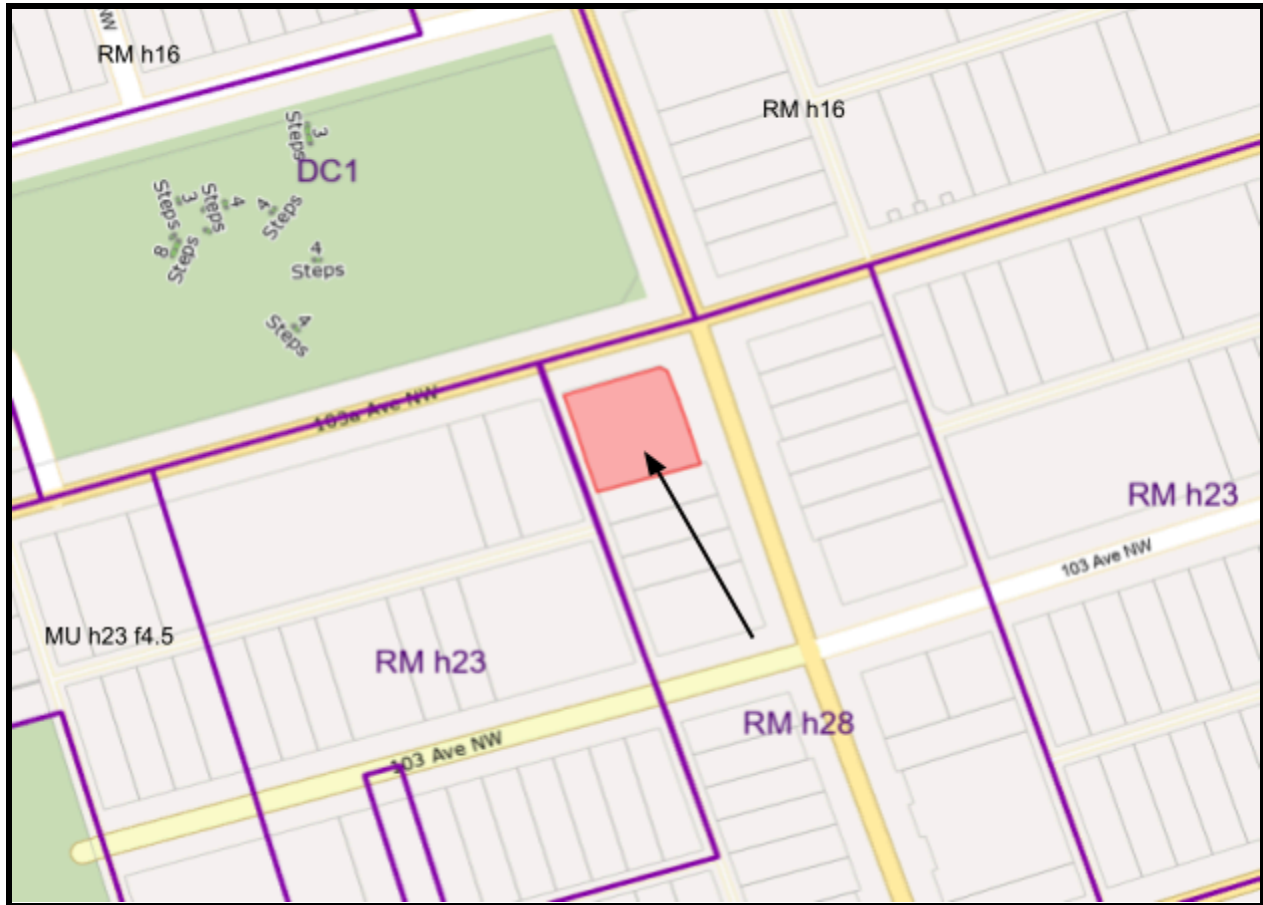 NW
RM h16
RM h16
3
Steps
DC1
3
Steps
4
Steps
4
Steps
8
Steps
4
Steps
4
Steps
103a Ave NW
RM h23
103 Ave NW
MU h23 f4.5
RM h23
RM h28
103 Ave NW